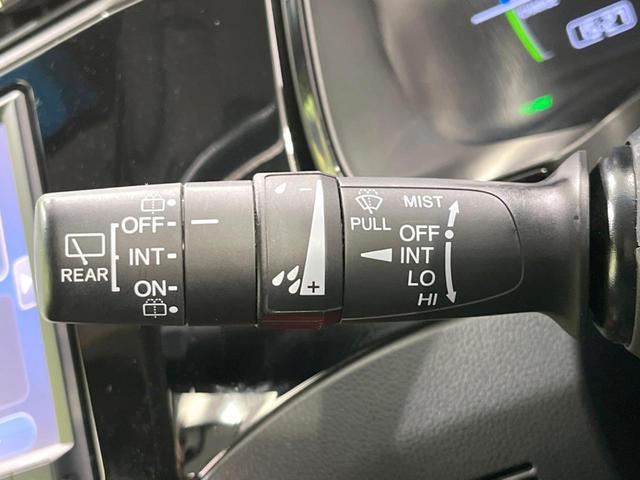 REAR
OFF
INT
ON
−
+
PULL
MIST
OFF
INT
LO
HI